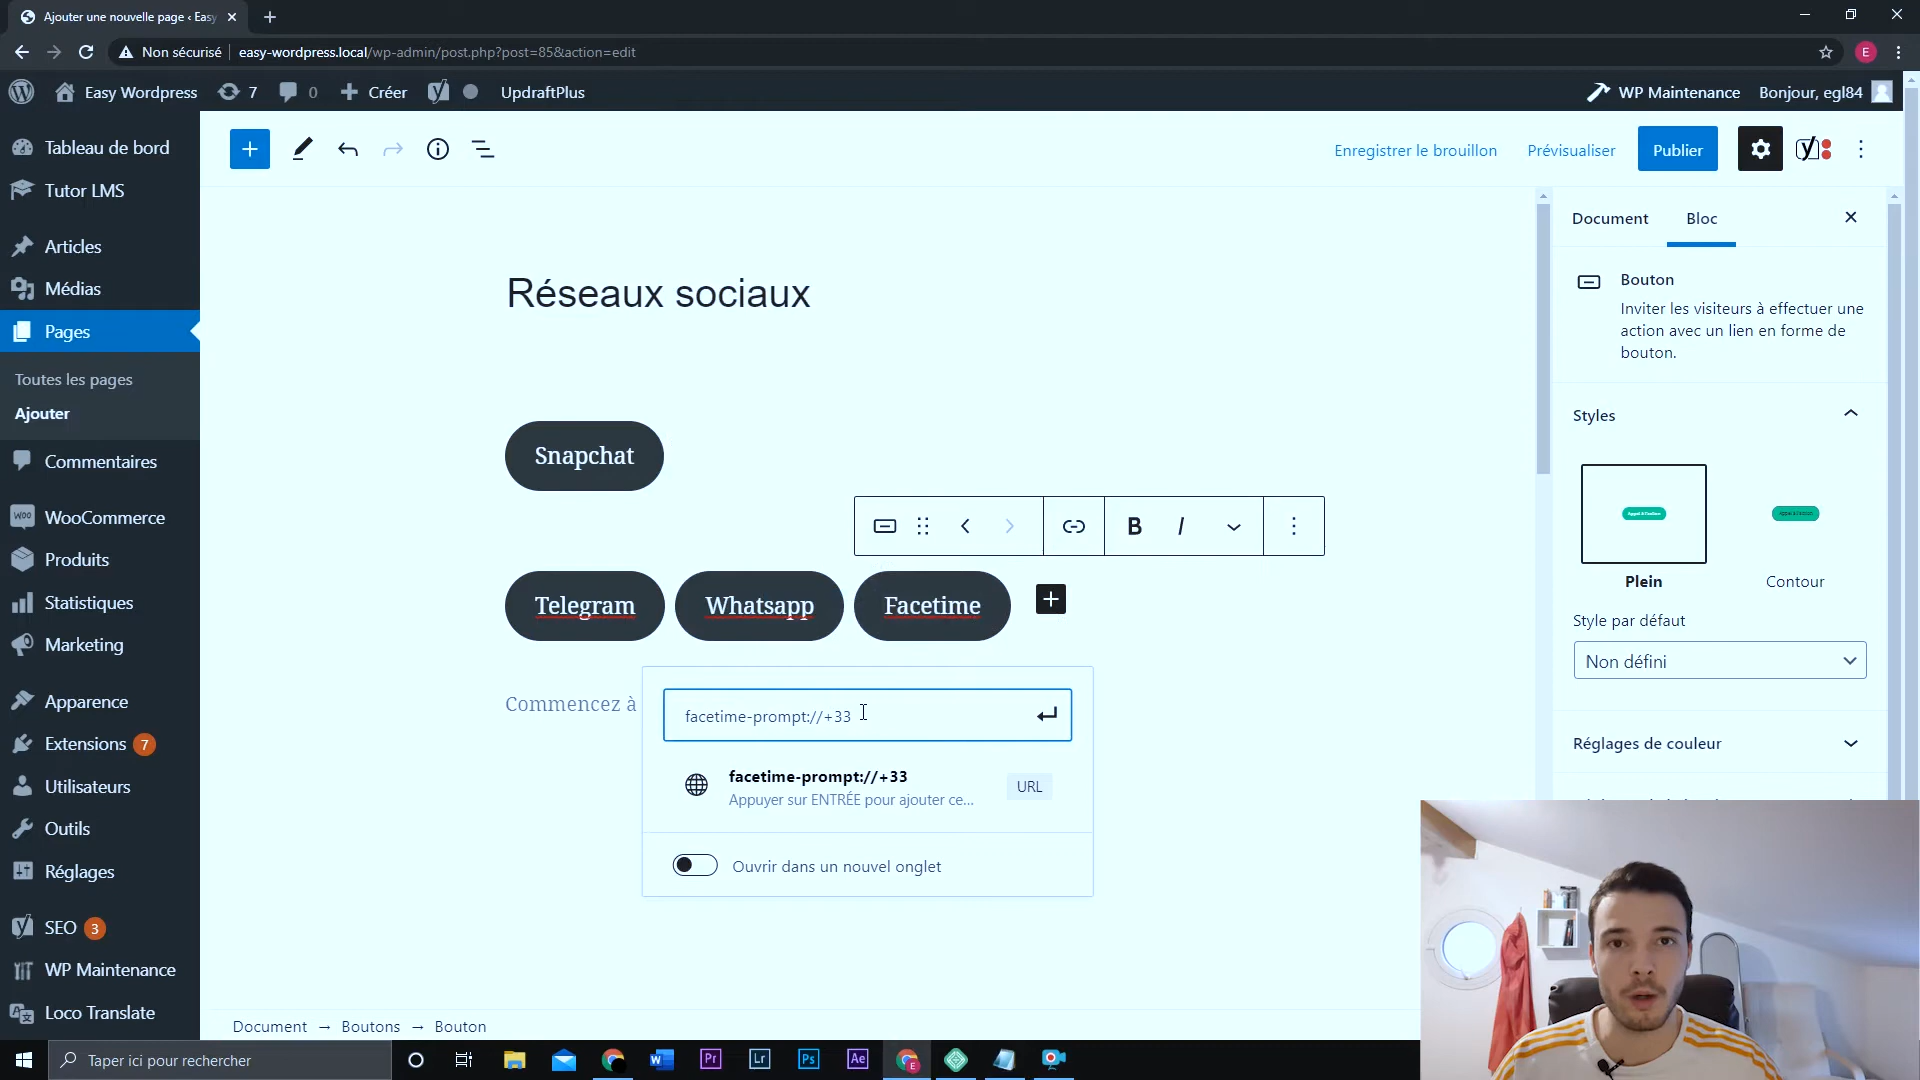 Ajouter une nouvelle page ‹ Easy
Non sécurisé
easy-wordpress.local/wp-admin/post.php?post=85&action=edit
E
Easy Wordpress
7
0
Créer
UpdraftPlus
WP Maintenance
Bonjour, egl84
Tableau de bord
Tutor LMS
Articles
Médias
Pages
Toutes les pages
Ajouter
Commentaires
WooCommerce
Produits
Statistiques
Marketing
Apparence
Extensions 7
Utilisateurs
Outils
Réglages
SEO 3
WP Maintenance
Loco Translate
Enregistrer le brouillon
Prévisualiser
Publier
Réseaux sociaux
Snapchat
B I
Telegram
Whatsapp
Facetime
Commencez à
facetime-prompt://+33
facetime-prompt://+33
Appuyer sur ENTRÉE pour ajouter ce...
URL
Ouvrir dans un nouvel onglet
Document → Boutons → Bouton
Document
Bloc
Bouton
Inviter les visiteurs à effectuer une
action avec un lien en forme de
bouton.
Styles
Plein
Contour
Style par défaut
Non défini
Réglages de couleur
Taper ici pour rechercher
W
Pr
Lr
Ps
Ae
E